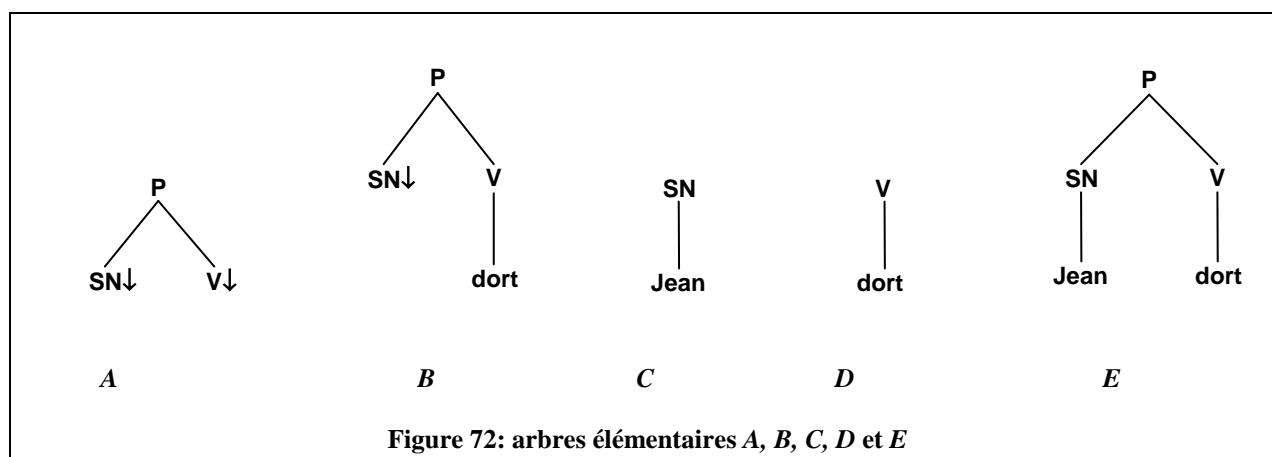 P
P
P
SN↓ V
SN V SN V
SN↓ V↓ dort Jean dort Jean dort
A B C D E
Figure 72: arbres élémentaires A, B, C, D et E